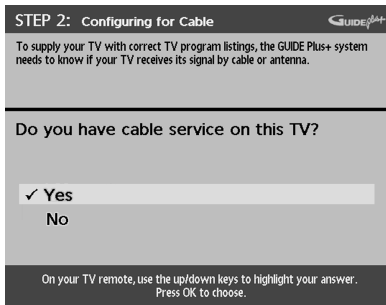 STEP 2: Configuring for Cable
GUIDE plus+
To supply your TV with correct TV program listings, the GUIDE Plus+ system
needs to know if your TV receives its signal by cable or antenna.
Do you have cable service on this TV?
✓ Yes
No
On your TV remote, use the up/down keys to highlight your answer.
Press OK to choose.